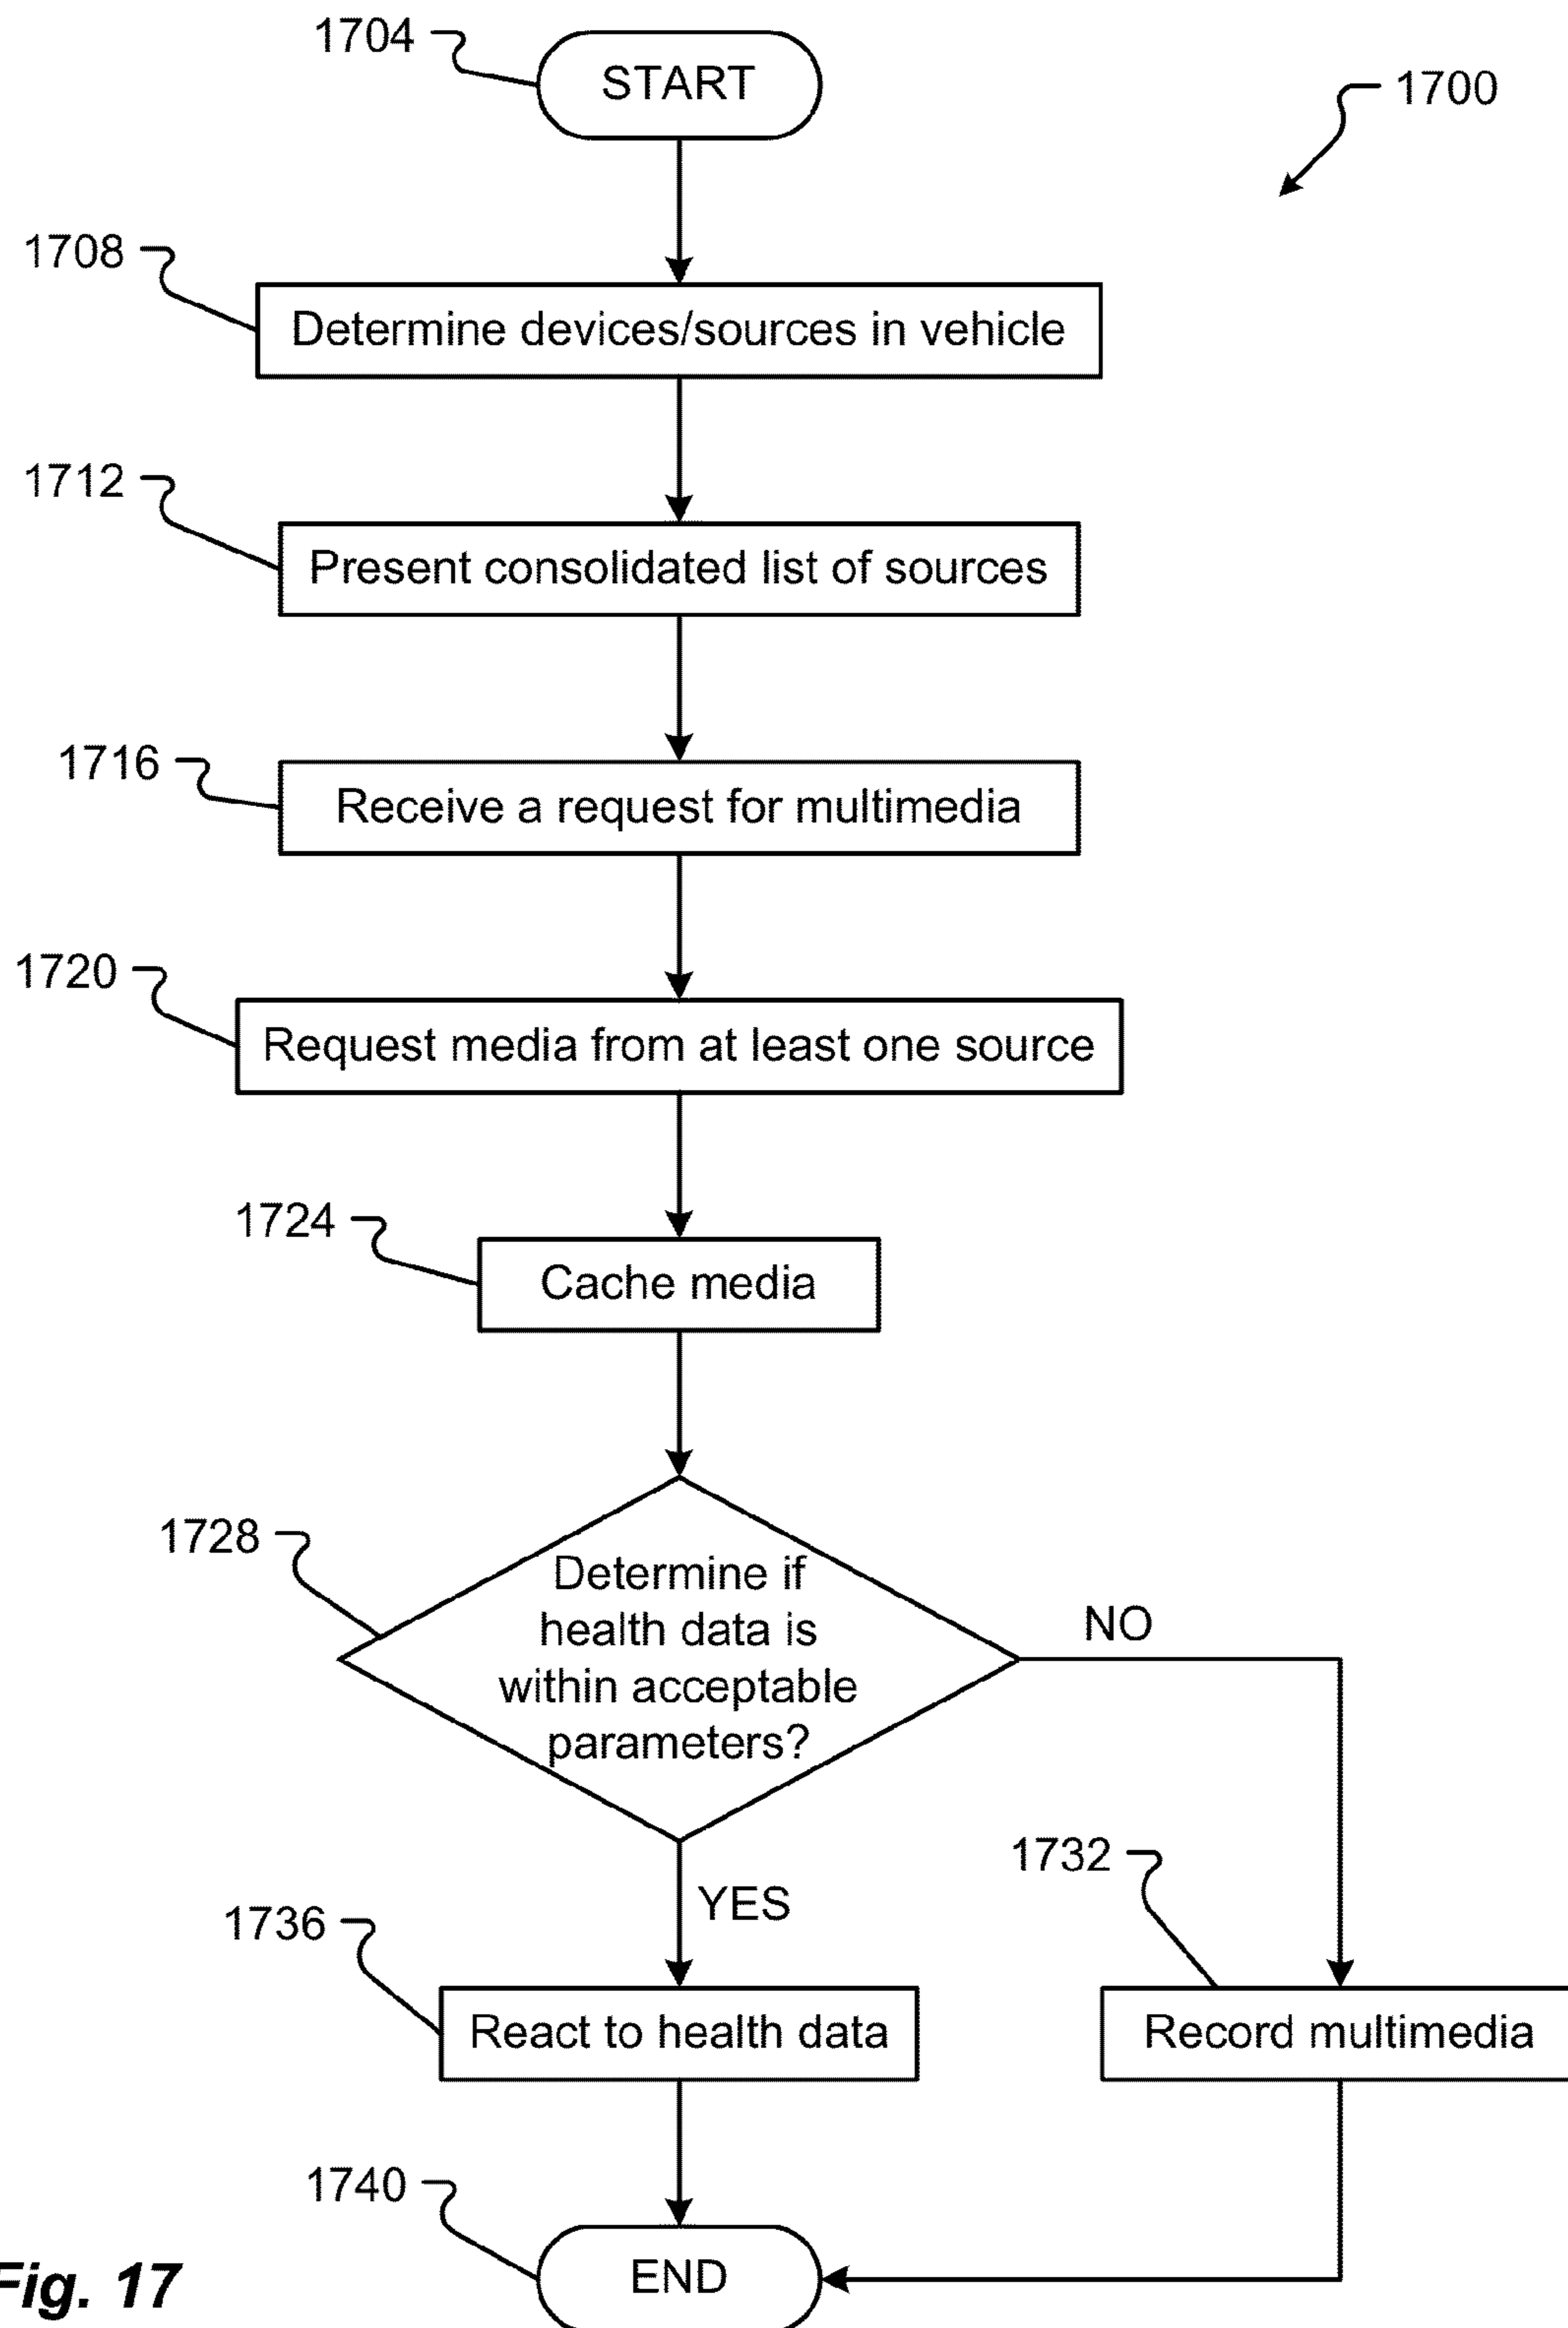 1704
START
1700
1708
Determine devices/sources in vehicle
1712
Present consolidated list of sources
1716
Receive a request for multimedia
1720
Request media from at least one source
1724
Cache media
1728
Determine if
health data is
within acceptable
parameters?
NO
YES
1732
1736
React to health data
Record multimedia
1740
END
Fig. 17